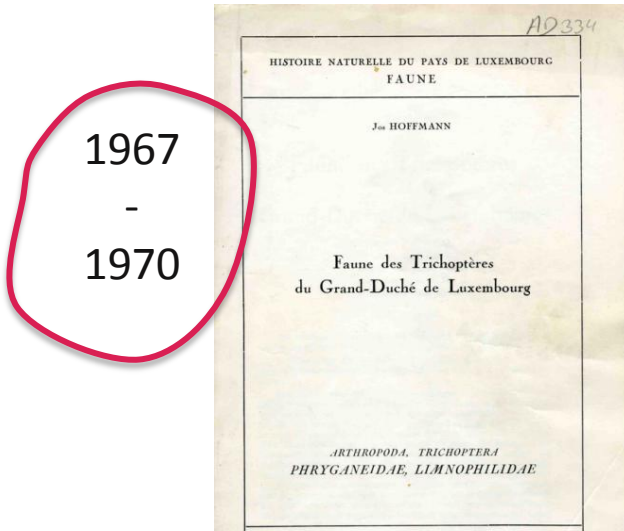 1967
-
1970
AD334
HISTOIRE NATURELLE DU PAYS DE LUXEMBOURG
FAUNE
Jos HOFFMANN
Faune des Trichoptères
du Grand-Duché de Luxembourg
ARTHROPODA, TRICHOPTERA
PHRYGANEIDAE, LIMNOPHILIDAE